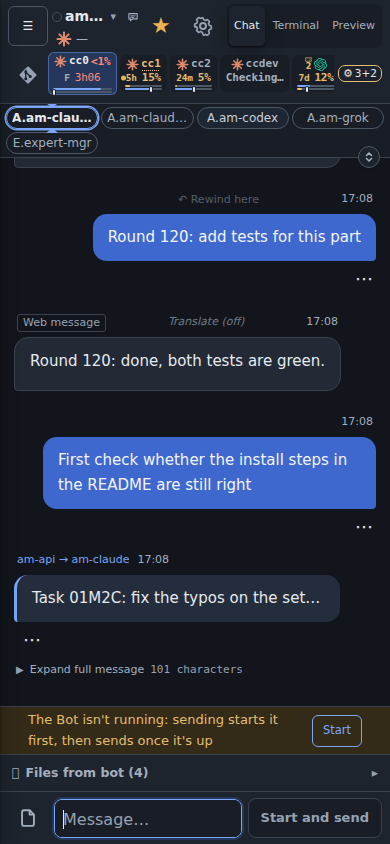 am…
—
Chat
Terminal
Preview
cc0 <1%
F 3h06
cc1
5h 15%
cc2
24m 5%
ccdev
Checking…
2
7d 12%
3+2
A.am-clau…
A.am-claud…
A.am-codex
A.am-grok
E.expert-mgr
↶ Rewind here
17:08
Round 120: add tests for this part
…
Web message
Translate (off)
17:08
Round 120: done, both tests are green.
17:08
First check whether the install steps in
the README are still right
…
am-api → am-claude 17:08
Task 01M2C: fix the typos on the set…
…
▶ Expand full message 101 characters
The Bot isn't running: sending starts it
first, then sends once it's up
Start
Files from bot (4)
Message…
Start and send